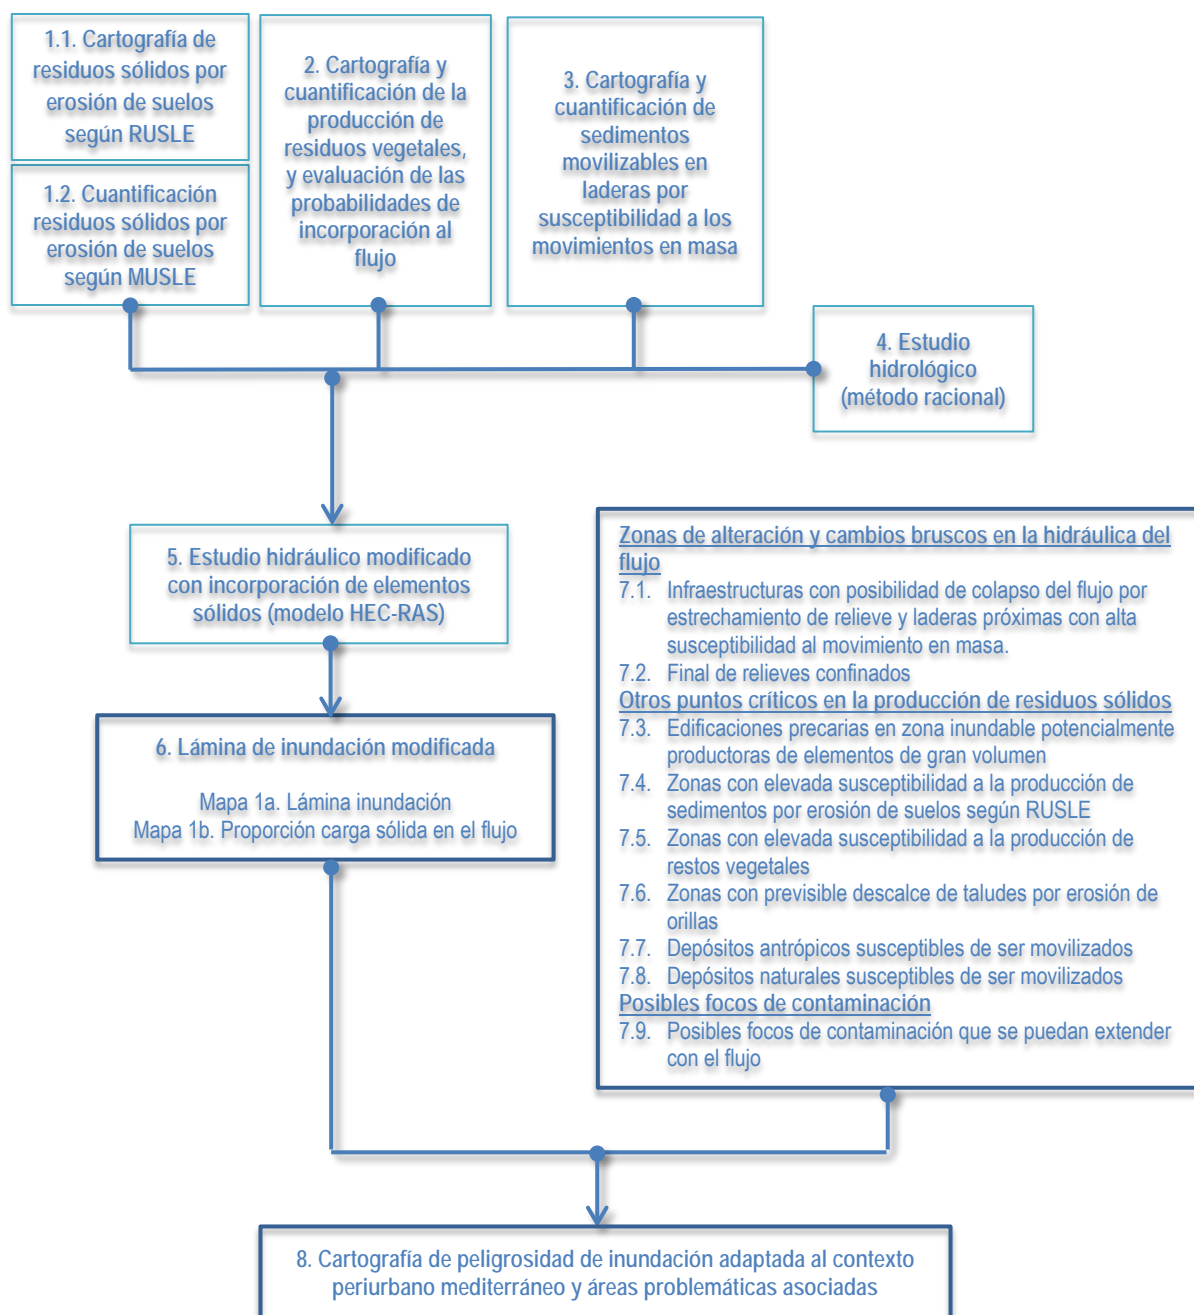 1.1. Cartografía de
residuos sólidos por
erosión de suelos
según RUSLE
1.2. Cuantificación
residuos sólidos por
erosión de suelos
según MUSLE
2. Cartografía y
cuantificación de la
producción de
residuos vegetales,
y evaluación de las
probabilidades de
incorporación al
flujo
3. Cartografía y
cuantificación de
sedimentos
movilizables en
laderas por
susceptibilidad a los
movimientos en masa
4. Estudio
hidrológico
(método racional)
5. Estudio hidráulico modificado
con incorporación de elementos
sólidos (modelo HEC-RAS)
6. Lámina de inundación modificada
Mapa 1a. Lámina inundación
Mapa 1b. Proporción carga sólida en el flujo
Zonas de alteración y cambios bruscos en la hidráulica del
flujo
7.1. Infraestructuras con posibilidad de colapso del flujo por
estrechamiento de relieve y laderas próximas con alta
susceptibilidad al movimiento en masa.
7.2. Final de relieves confinados
Otros puntos críticos en la producción de residuos sólidos
7.3. Edificaciones precarias en zona inundable potencialmente
productoras de elementos de gran volumen
7.4. Zonas con elevada susceptibilidad a la producción de
sedimentos por erosión de suelos según RUSLE
7.5. Zonas con elevada susceptibilidad a la producción de
restos vegetales
7.6. Zonas con previsible descalce de taludes por erosión de
orillas
7.7. Depósitos antrópicos susceptibles de ser movilizados
7.8. Depósitos naturales susceptibles de ser movilizados
Posibles focos de contaminación
7.9. Posibles focos de contaminación que se puedan extender
con el flujo
8. Cartografía de peligrosidad de inundación adaptada al contexto
periurbano mediterráneo y áreas problemáticas asociadas